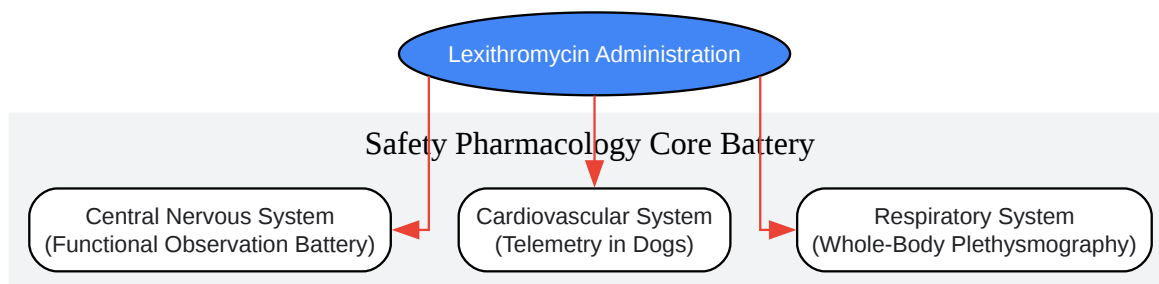 Lexithromycin Administration
Safety Pharmacology Core Battery
Central Nervous System
(Functional Observation Battery)
Cardiovascular System
(Telemetry in Dogs)
Respiratory System
(Whole-Body Plethysmography)